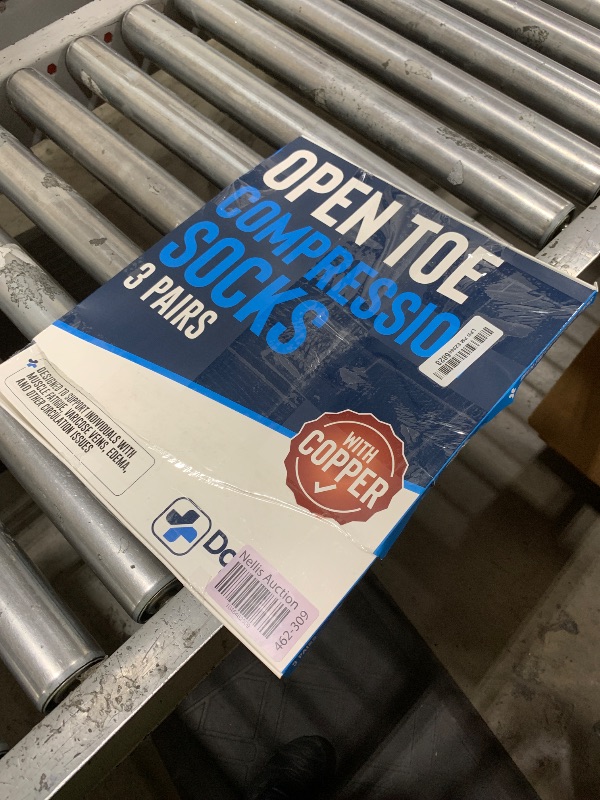 OPEN TOE
COMPRESSIO
SOCKS
3 PAIRS
DESIGNED TO SUPPORT INDIVIDUALS WITH
MUSCLE FATIGUE, VARICOSE VEINS, EDEMA,
AND OTHER CIRCULATION ISSUES
WITH
COPPER
Do
Nellis Auction
462-309